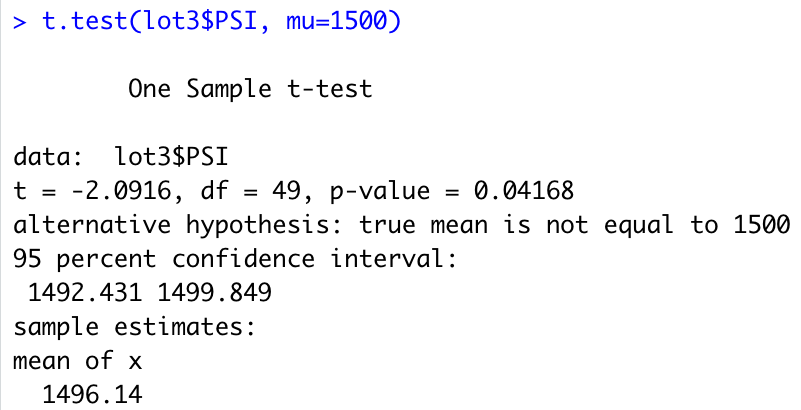 > t.test(lot3$PSI, mu=1500)
One Sample t-test
data:  lot3$PSI
t = -2.0916, df = 49, p-value = 0.04168
alternative hypothesis: true mean is not equal to 1500
95 percent confidence interval:
 1492.431 1499.849
sample estimates:
mean of x
  1496.14